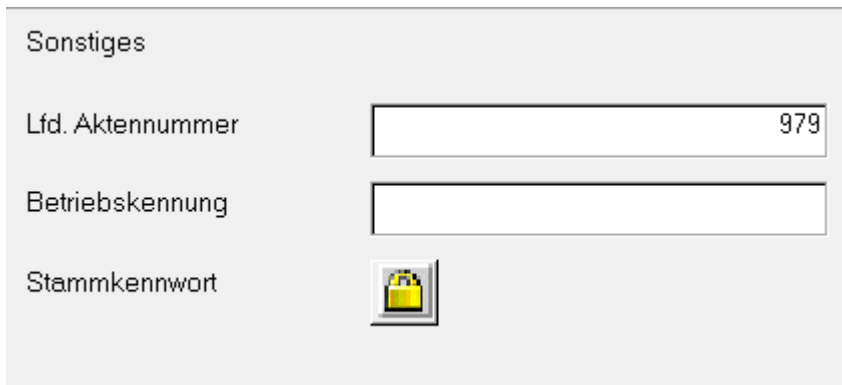 Sonstiges
Lfd. Aktennummer 979
Betriebskennung
Stammkennwort